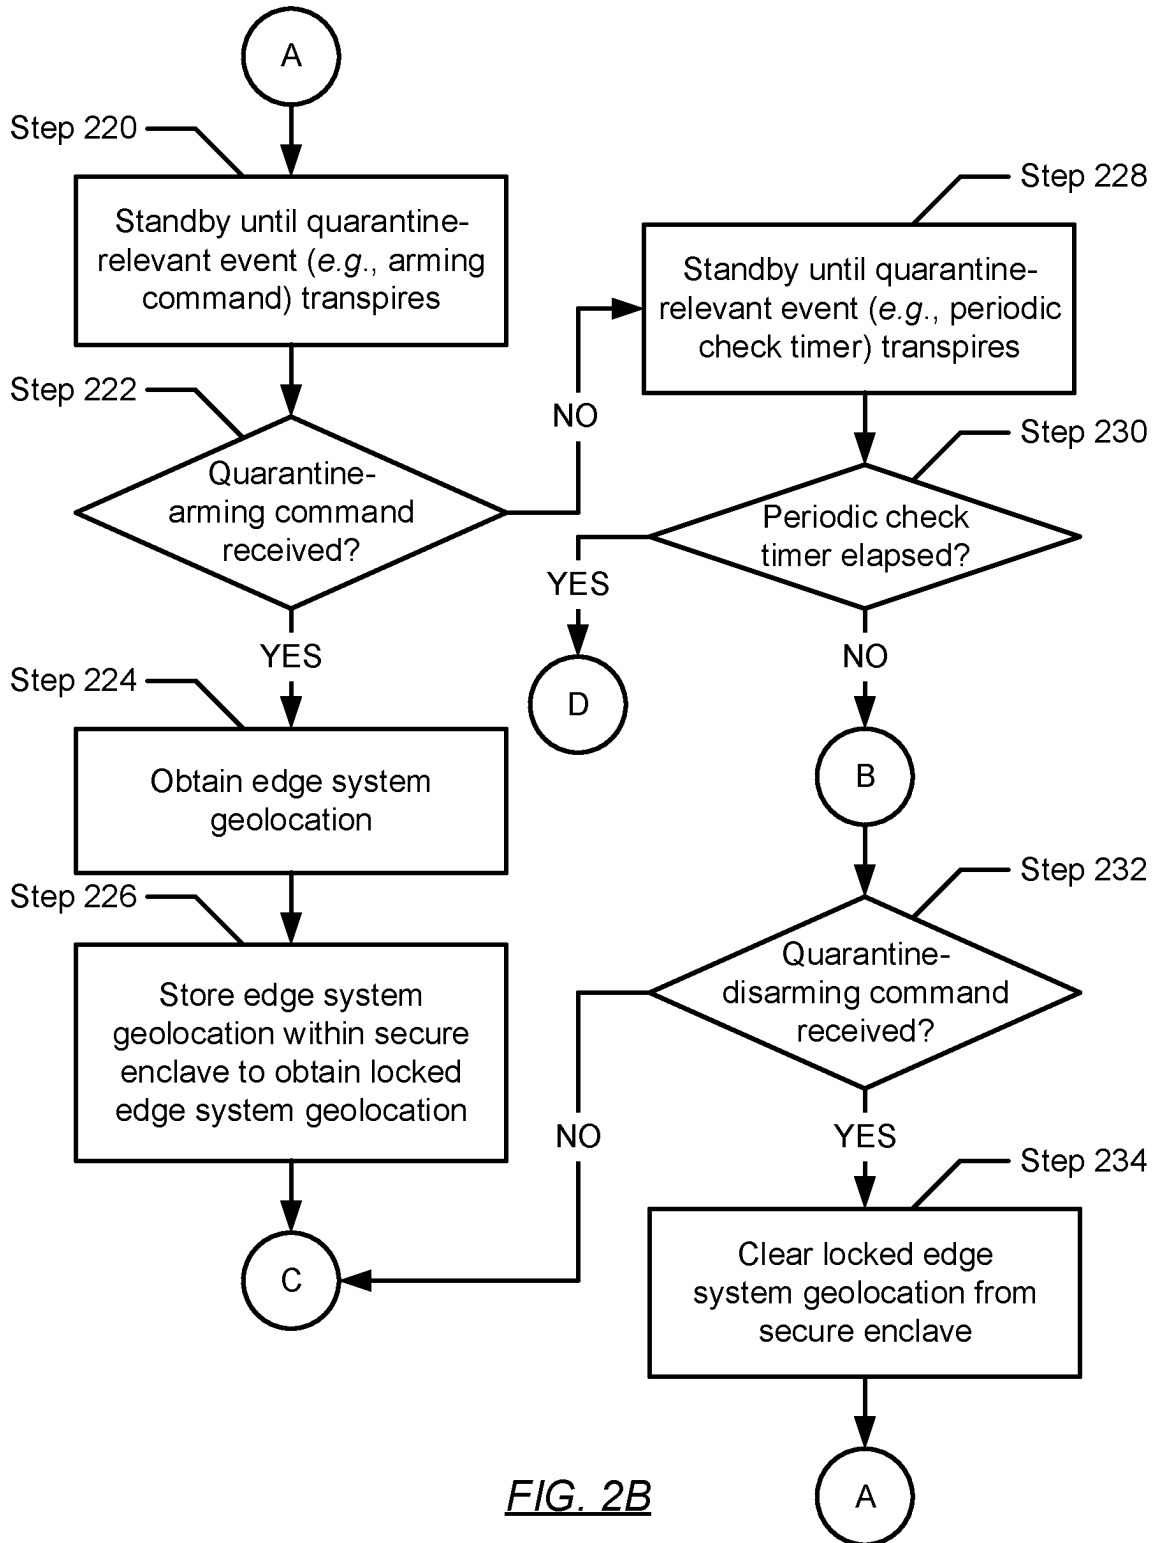 A
Step 220
Standby until quarantine-
relevant event (e.g., arming
command) transpires
Step 222
Quarantine-
arming command
received?
NO
YES
Step 224
Obtain edge system
geolocation
Step 226
Store edge system
geolocation within secure
enclave to obtain locked
edge system geolocation
C
Step 228
Standby until quarantine-
relevant event (e.g., periodic
check timer) transpires
Step 230
Periodic check
timer elapsed?
YES
D
NO
B
Step 232
Quarantine-
disarming command
received?
NO
YES
Step 234
Clear locked edge
system geolocation from
secure enclave
A
FIG. 2B